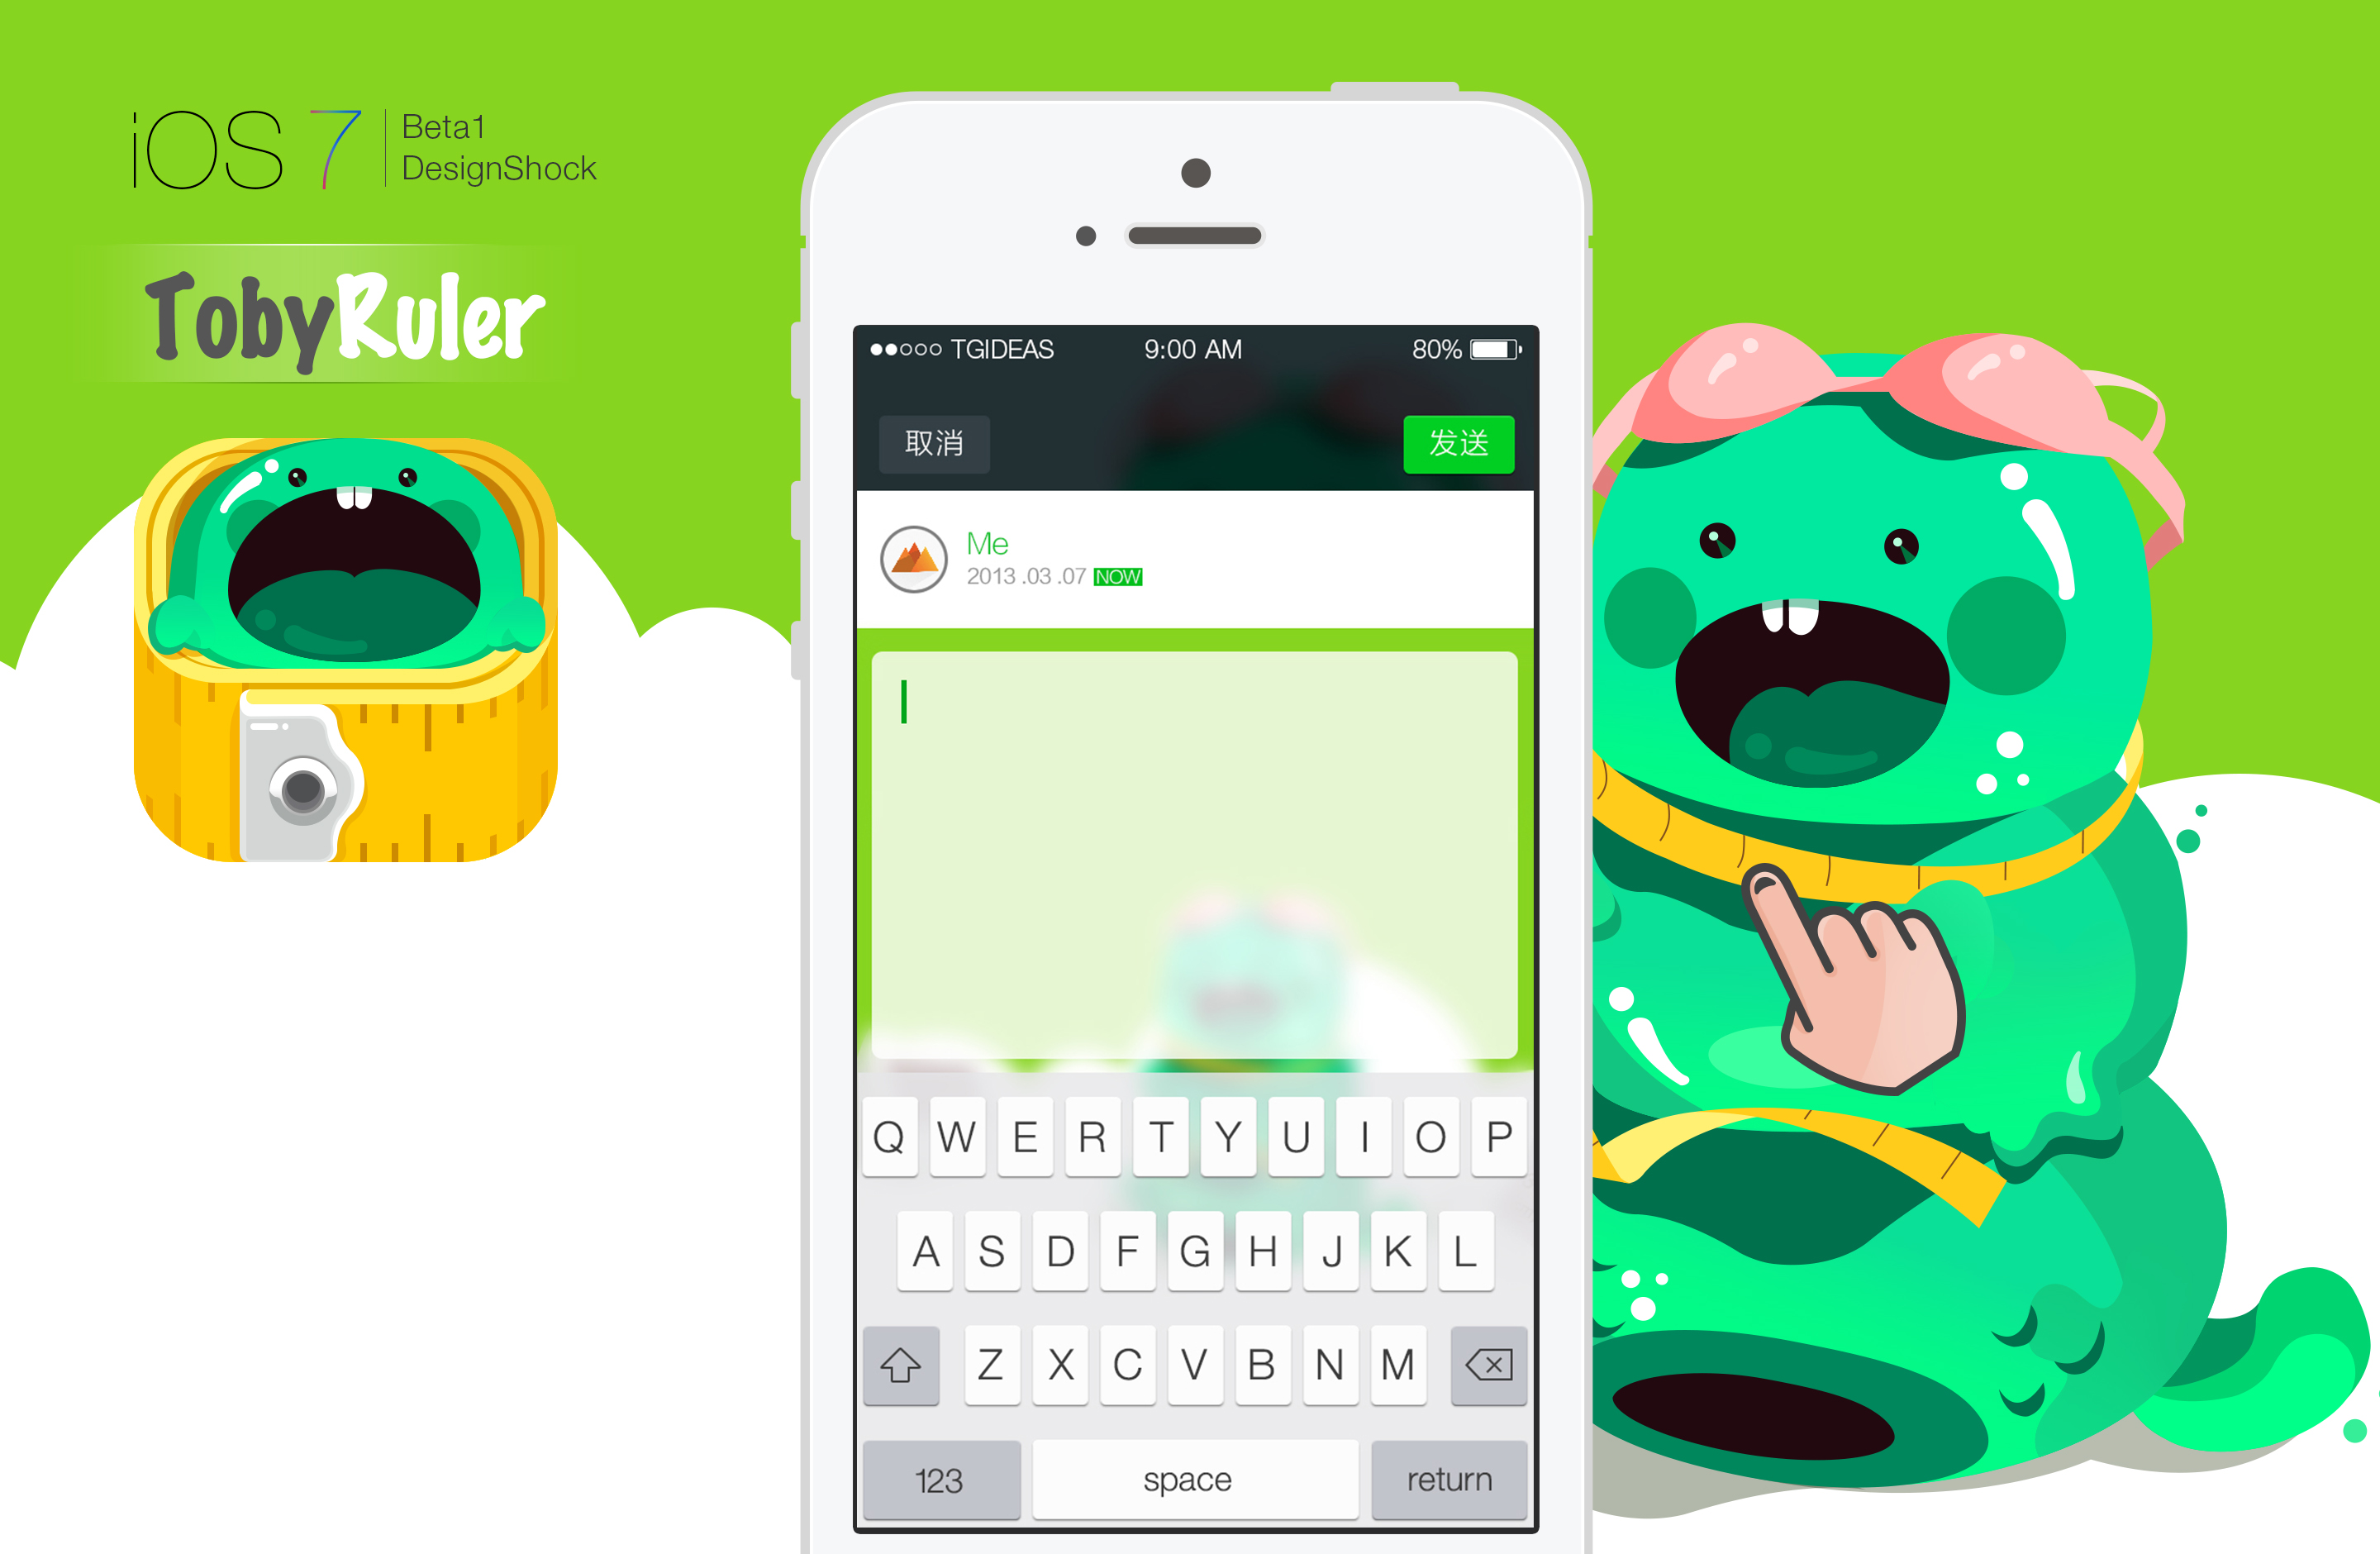 iOS 7
Beta1
DesignShock
TobyRuler
TGIDEAS 9:00 AM 80%
取消 发送
Me
2013 .03 .07 NOW
Q W E R T Y U I O P
A S D F G H J K L
Z X C V B N M
123 space return